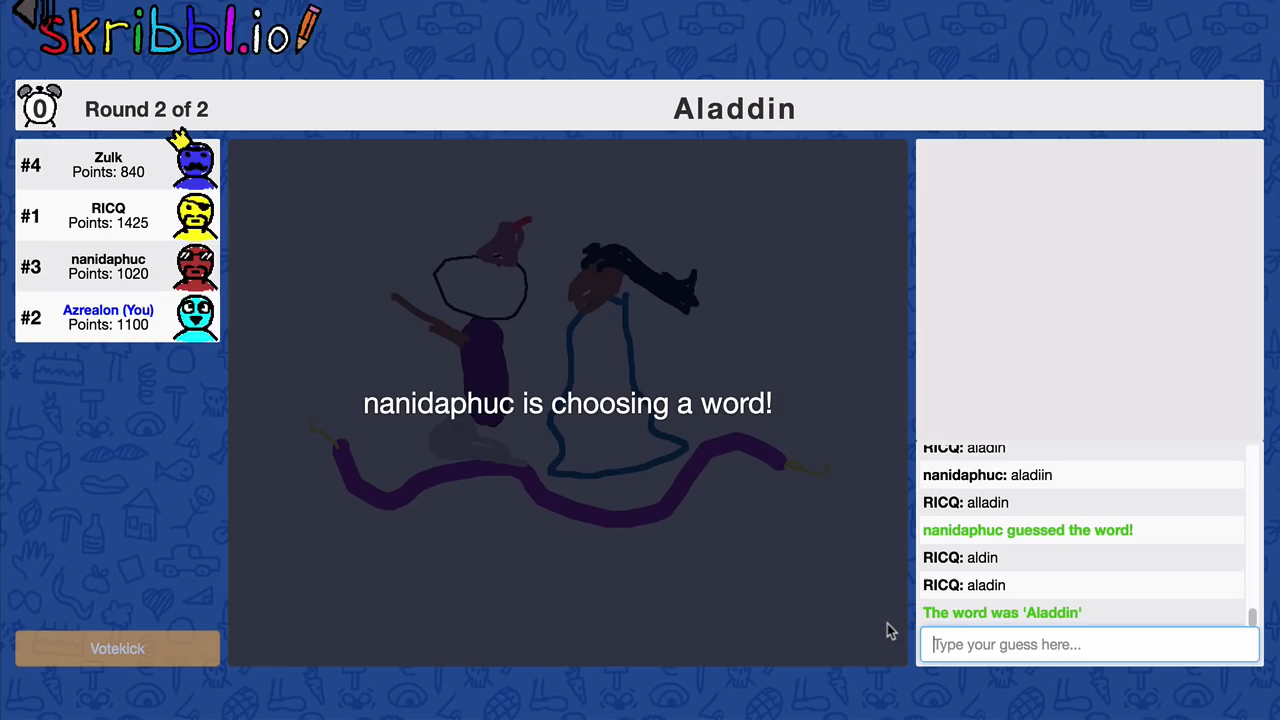 skribbl.io
0
Round 2 of 2
Aladdin
#4
Zulk
Points: 840
#1
RICQ
Points: 1425
#3
nanidaphuc
Points: 1020
#2
Azrealon (You)
Points: 1100
nanidaphuc is choosing a word!
RICQ: aladin
nanidaphuc: aladiin
RICQ: alladin
nanidaphuc guessed the word!
RICQ: aldin
RICQ: aladin
The word was 'Aladdin'
Type your guess here...
Votekick